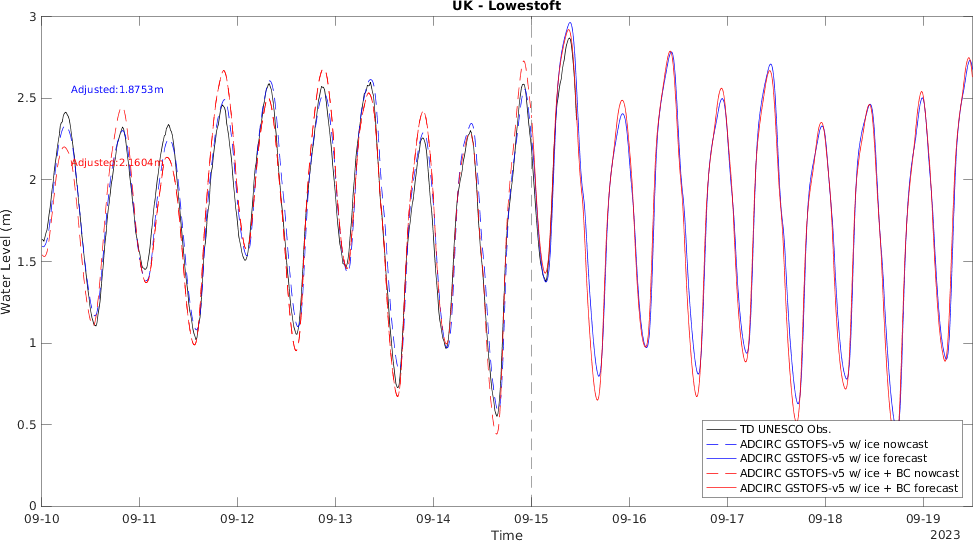 UK - Lowestoft
3
2.5
2
1.5
1
0.5
0
Water Level (m)
Adjusted:1.8753m
Adjusted:2.1604m
TD UNESCO Obs.
ADCIRC GSTOFS-v5 w/ ice nowcast
ADCIRC GSTOFS-v5 w/ ice forecast
ADCIRC GSTOFS-v5 w/ ice + BC nowcast
ADCIRC GSTOFS-v5 w/ ice + BC forecast
09-10 09-11 09-12 09-13 09-14 09-15 09-16 09-17 09-18 09-19
Time
2023